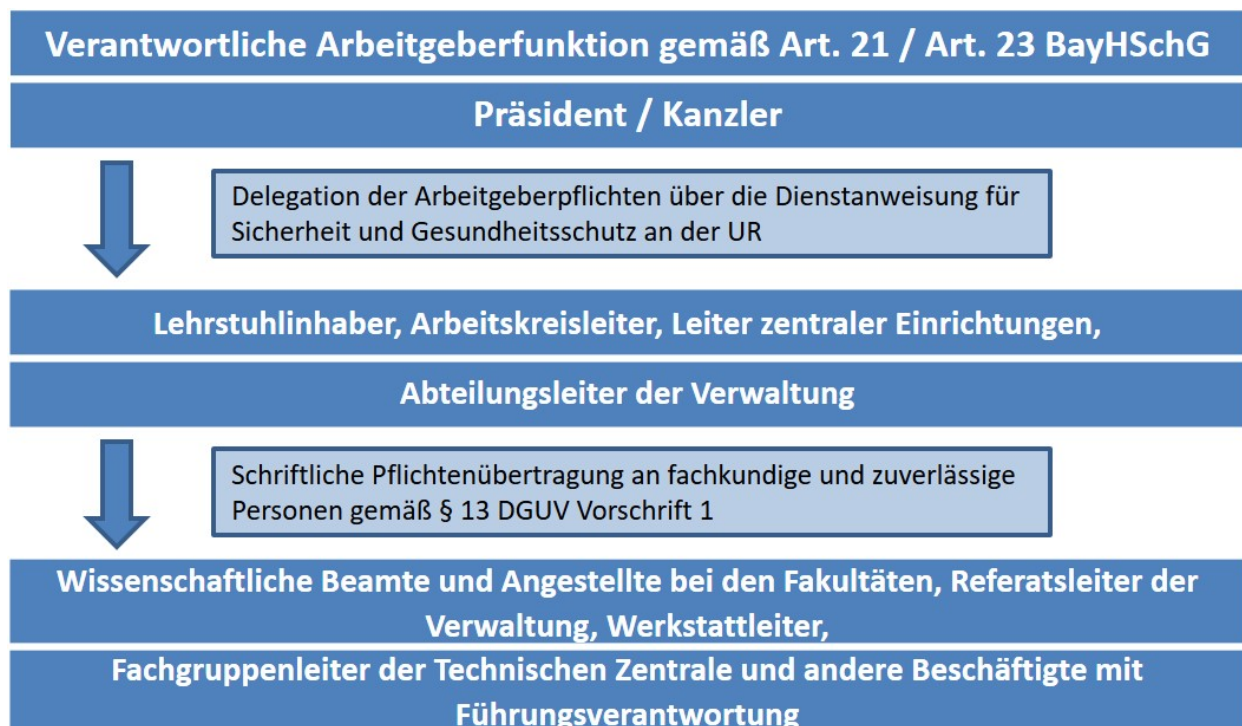 Verantwortliche Arbeitgeberfunktion gemäß Art. 21 / Art. 23 BayHSchG
Präsident / Kanzler
Delegation der Arbeitgeberpflichten über die Dienstanweisung für
Sicherheit und Gesundheitsschutz an der UR
Lehrstuhlinhaber, Arbeitskreisleiter, Leiter zentraler Einrichtungen,
Abteilungsleiter der Verwaltung
Schriftliche Pflichtenübertragung an fachkundige und zuverlässige
Personen gemäß § 13 DGUV Vorschrift 1
Wissenschaftliche Beamte und Angestellte bei den Fakultäten, Referatsleiter der
Verwaltung, Werkstattleiter,
Fachgruppenleiter der Technischen Zentrale und andere Beschäftigte mit
Führungsverantwortung